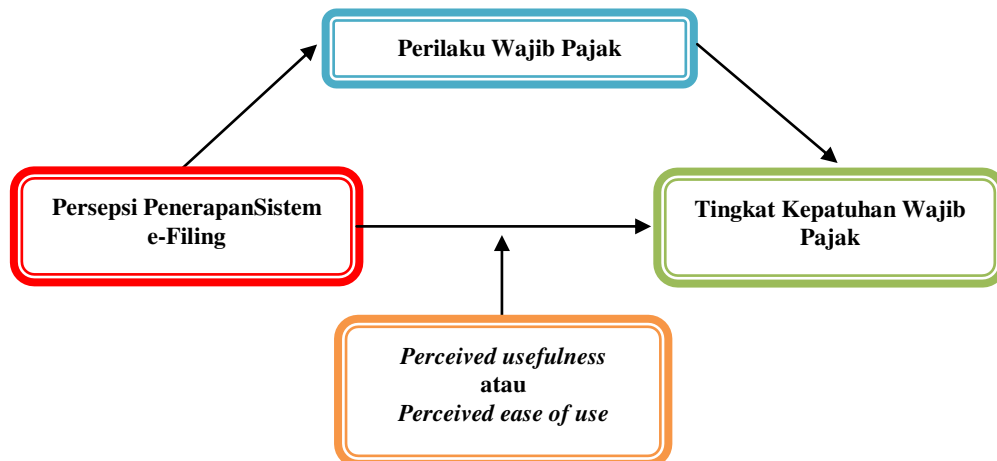 Perilaku Wajib Pajak
Persepsi PenerapanSistem
e-Filing
Tingkat Kepatuhan Wajib
Pajak
Perceived usefulness
atau
Perceived ease of use